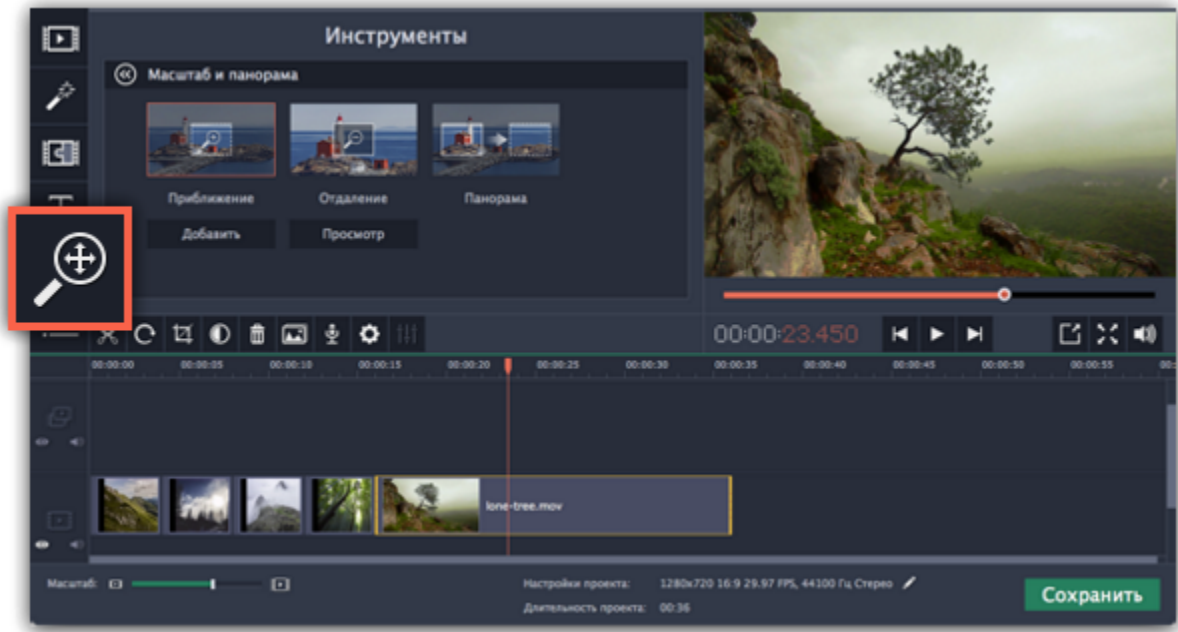 Инструменты
Масштаб и панорама
Приближение Отдаление Панорама
Добавить Просмотр
00:00:23.450
00:00:00 00:00:05 00:00:10 00:00:15 00:00:20 00:00:25 00:00:30 00:00:35 00:00:40 00:00:45 00:00:50 00:00:55 00:
lone-tree.mov
Масштаб: Настройки проекта: 1280x720 16:9 29.97 FPS, 44100 Гц Стерео
Длительность проекта: 00:36
Сохранить